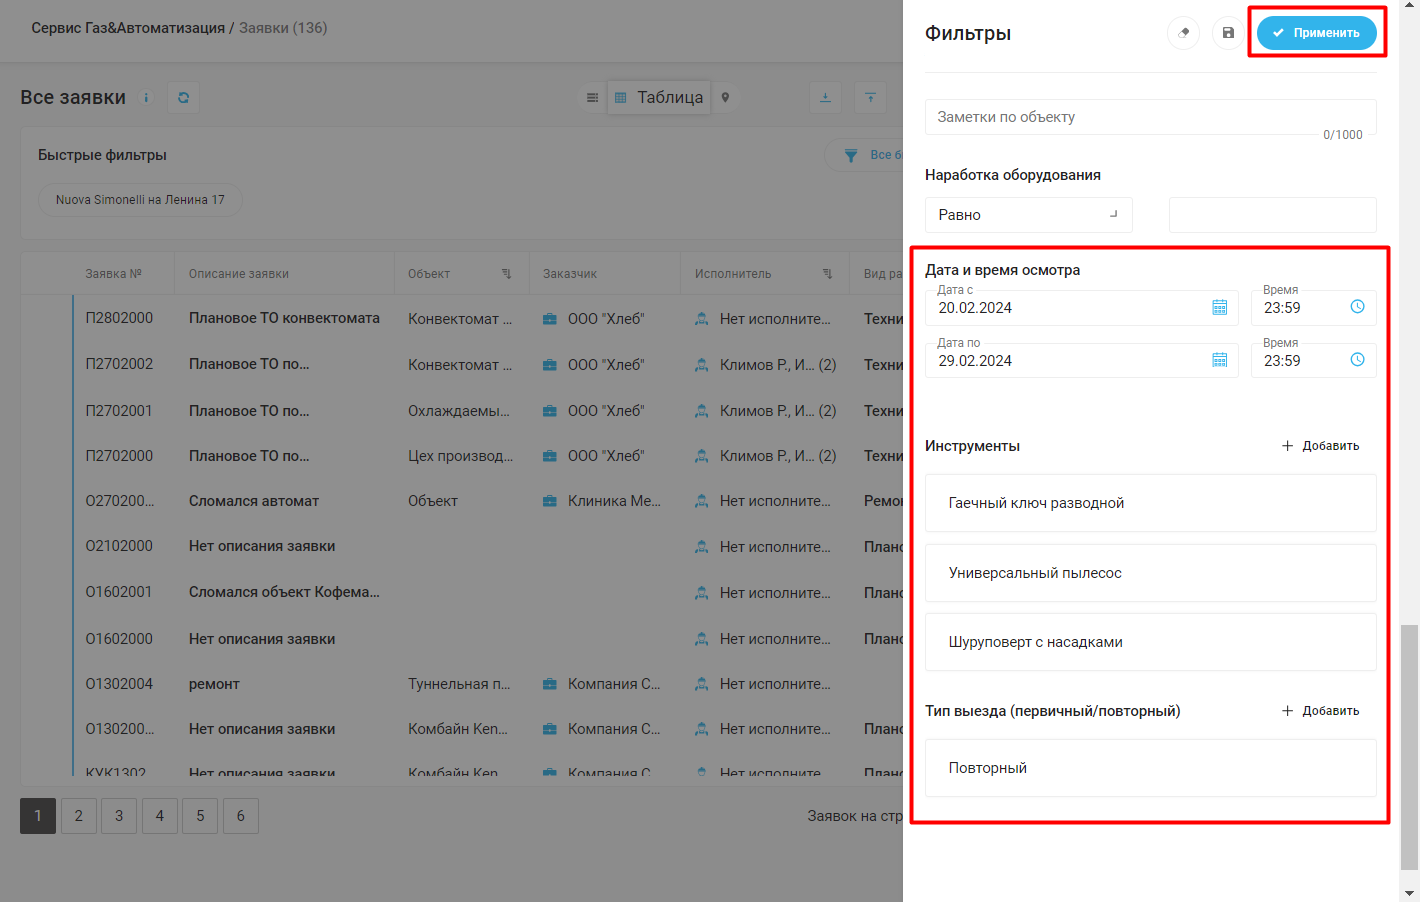 Сервис Газ&Автоматизация / Заявки (136)
Все заявки
Таблица
Быстрые фильтры
Все б
Nuova Simonelli на Ленина 17
Заявка № Описание заявки Объект Заказчик Исполнитель Вид ра
П2802000 Плановое ТО конвектомата Конвектомат ... ООО "Хлеб" Нет исполните... Техни
П2702002 Плановое ТО по... Конвектомат ... ООО "Хлеб" Климов Р., И... (2) Техни
П2702001 Плановое ТО по... Охлаждаемы... ООО "Хлеб" Климов Р., И... (2) Техни
П2702000 Плановое ТО по... Цех производ... ООО "Хлеб" Климов Р., И... (2) Техни
О270200... Сломался автомат Объект Клиника Ме... Нет исполните... Ремон
О2102000 Нет описания заявки Нет исполните... Плано
О1602001 Сломался объект Кофема... Нет исполните... Плано
О1602000 Нет описания заявки Нет исполните... Плано
О1302004 ремонт Туннельная п... Компания С... Нет исполните...
О130200... Нет описания заявки Комбайн Ken... Компания С... Нет исполните... Плано
КУК1302 Нет описания заявки Комбайн Ken Компания С Нет исполните Плано
1 2 3 4 5 6
Заявок на стр
Фильтры
Применить
Заметки по объекту
0/1000
Наработка оборудования
Равно
Дата и время осмотра
Дата с Время
20.02.2024 23:59
Дата по Время
29.02.2024 23:59
Инструменты Добавить
Гаечный ключ разводной
Универсальный пылесос
Шуруповерт с насадками
Тип выезда (первичный/повторный) Добавить
Повторный